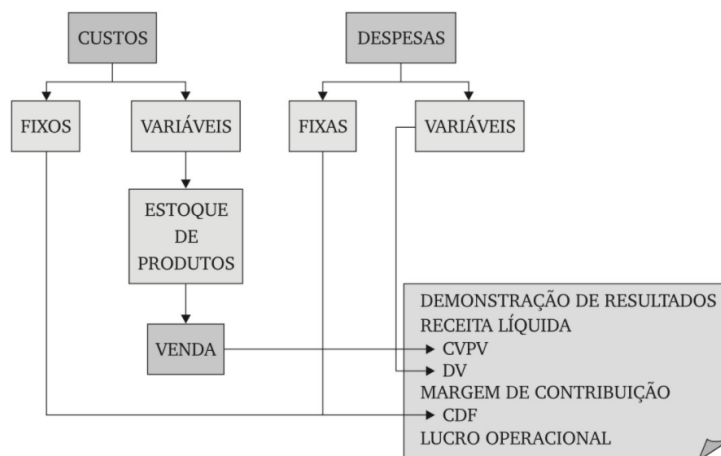 CUSTOS
DESPESAS
FIXOS
VARIÁVEIS
FIXAS
VARIÁVEIS
ESTOQUE
DE
PRODUTOS
VENDA
DEMONSTRAÇÃO DE RESULTADOS
RECEITA LÍQUIDA
CVPV
DV
MARGEM DE CONTRIBUIÇÃO
CDF
LUCRO OPERACIONAL